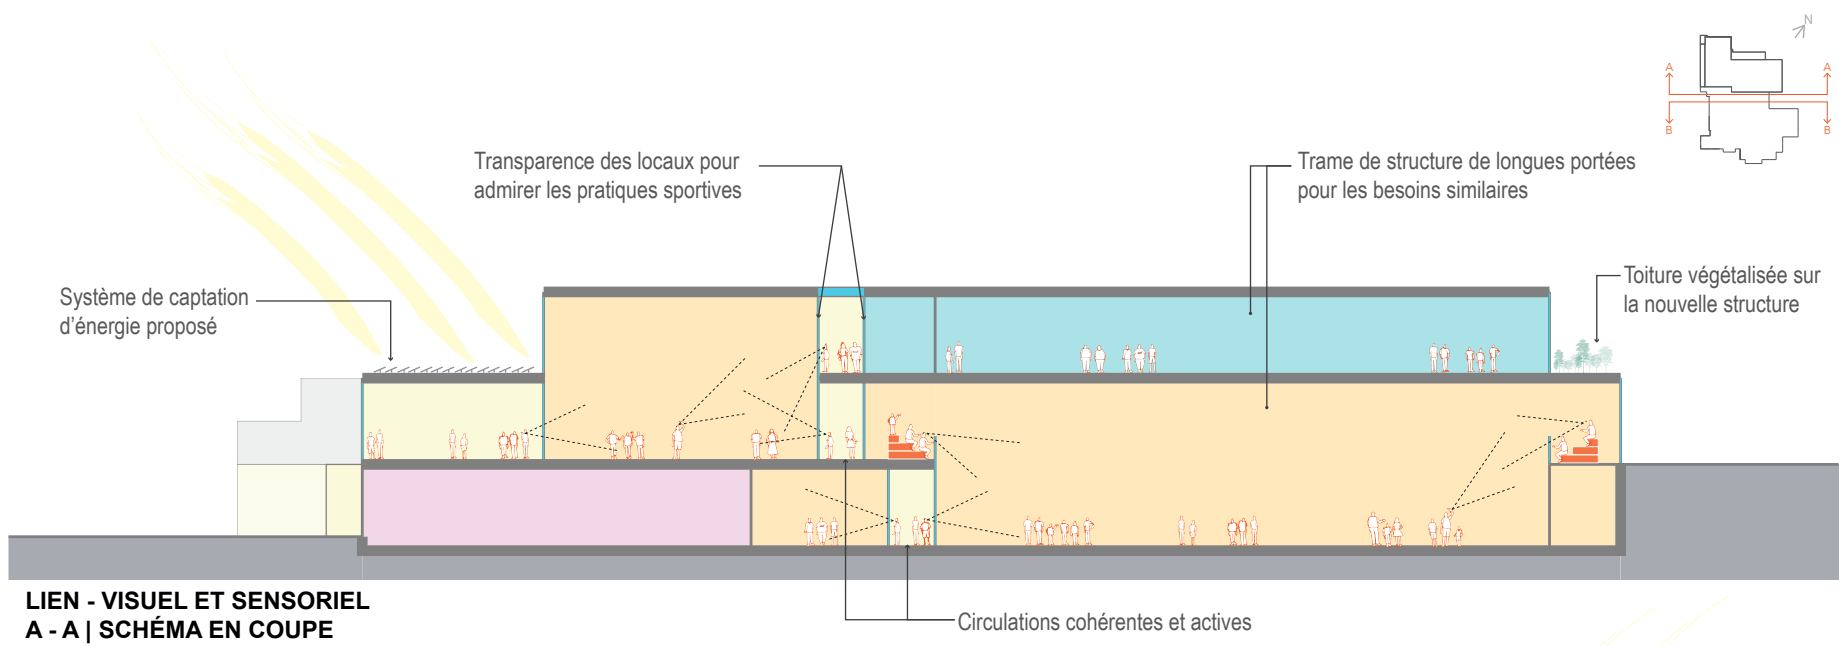 N
A
A
B
B
Transparence des locaux pour
admirer les pratiques sportives
Trame de structure de longues portées
pour les besoins similaires
Système de captation
d’énergie proposé
Toiture végétalisée sur
la nouvelle structure
Circulations cohérentes et actives
LIEN - VISUEL ET SENSORIEL
A - A | SCHÉMA EN COUPE